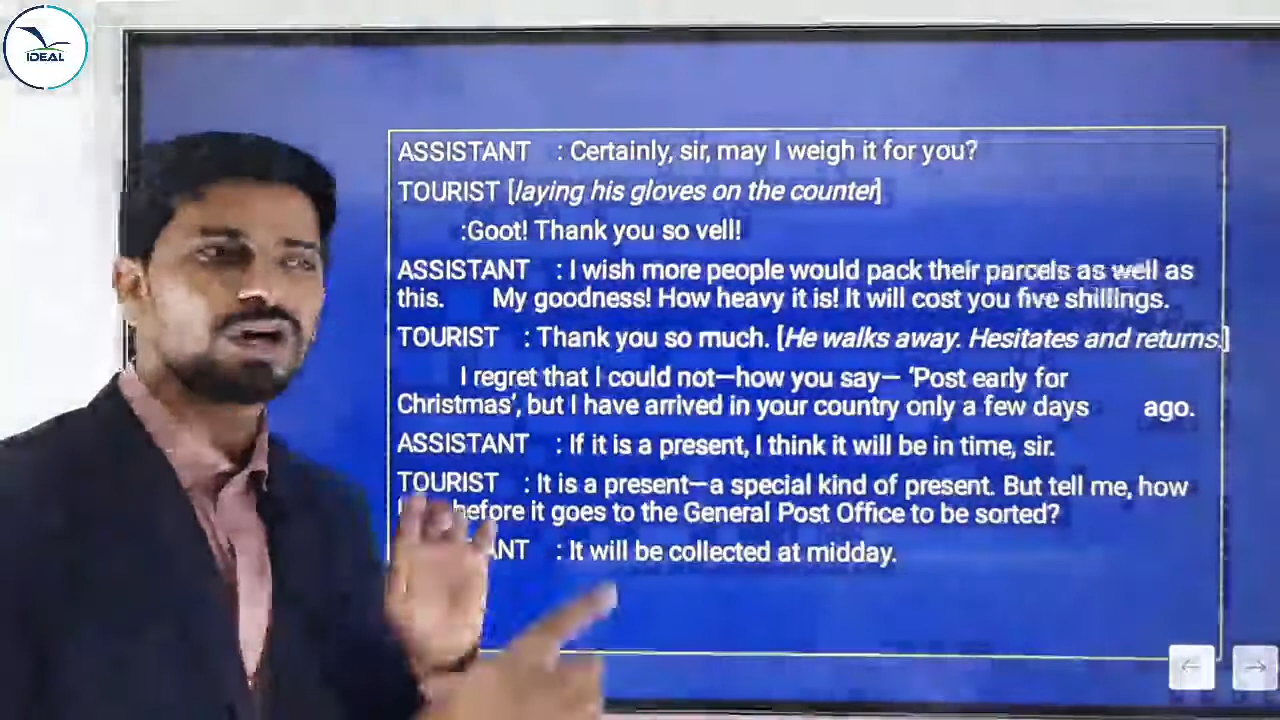 IDEAL
ASSISTANT : Certainly, sir, may I weigh it for you?
TOURIST [laying his gloves on the counter]
:Goot! Thank you so vell!
ASSISTANT : I wish more people would pack their parcels as well as
this. My goodness! How heavy it is! It will cost you five shillings.
TOURIST : Thank you so much. [He walks away. Hesitates and returns.]
I regret that I could not—how you say— ‘Post early for
Christmas’, but I have arrived in your country only a few days ago.
ASSISTANT : If it is a present, I think it will be in time, sir.
TOURIST : It is a present—a special kind of present. But tell me, how
before it goes to the General Post Office to be sorted?
: It will be collected at midday.